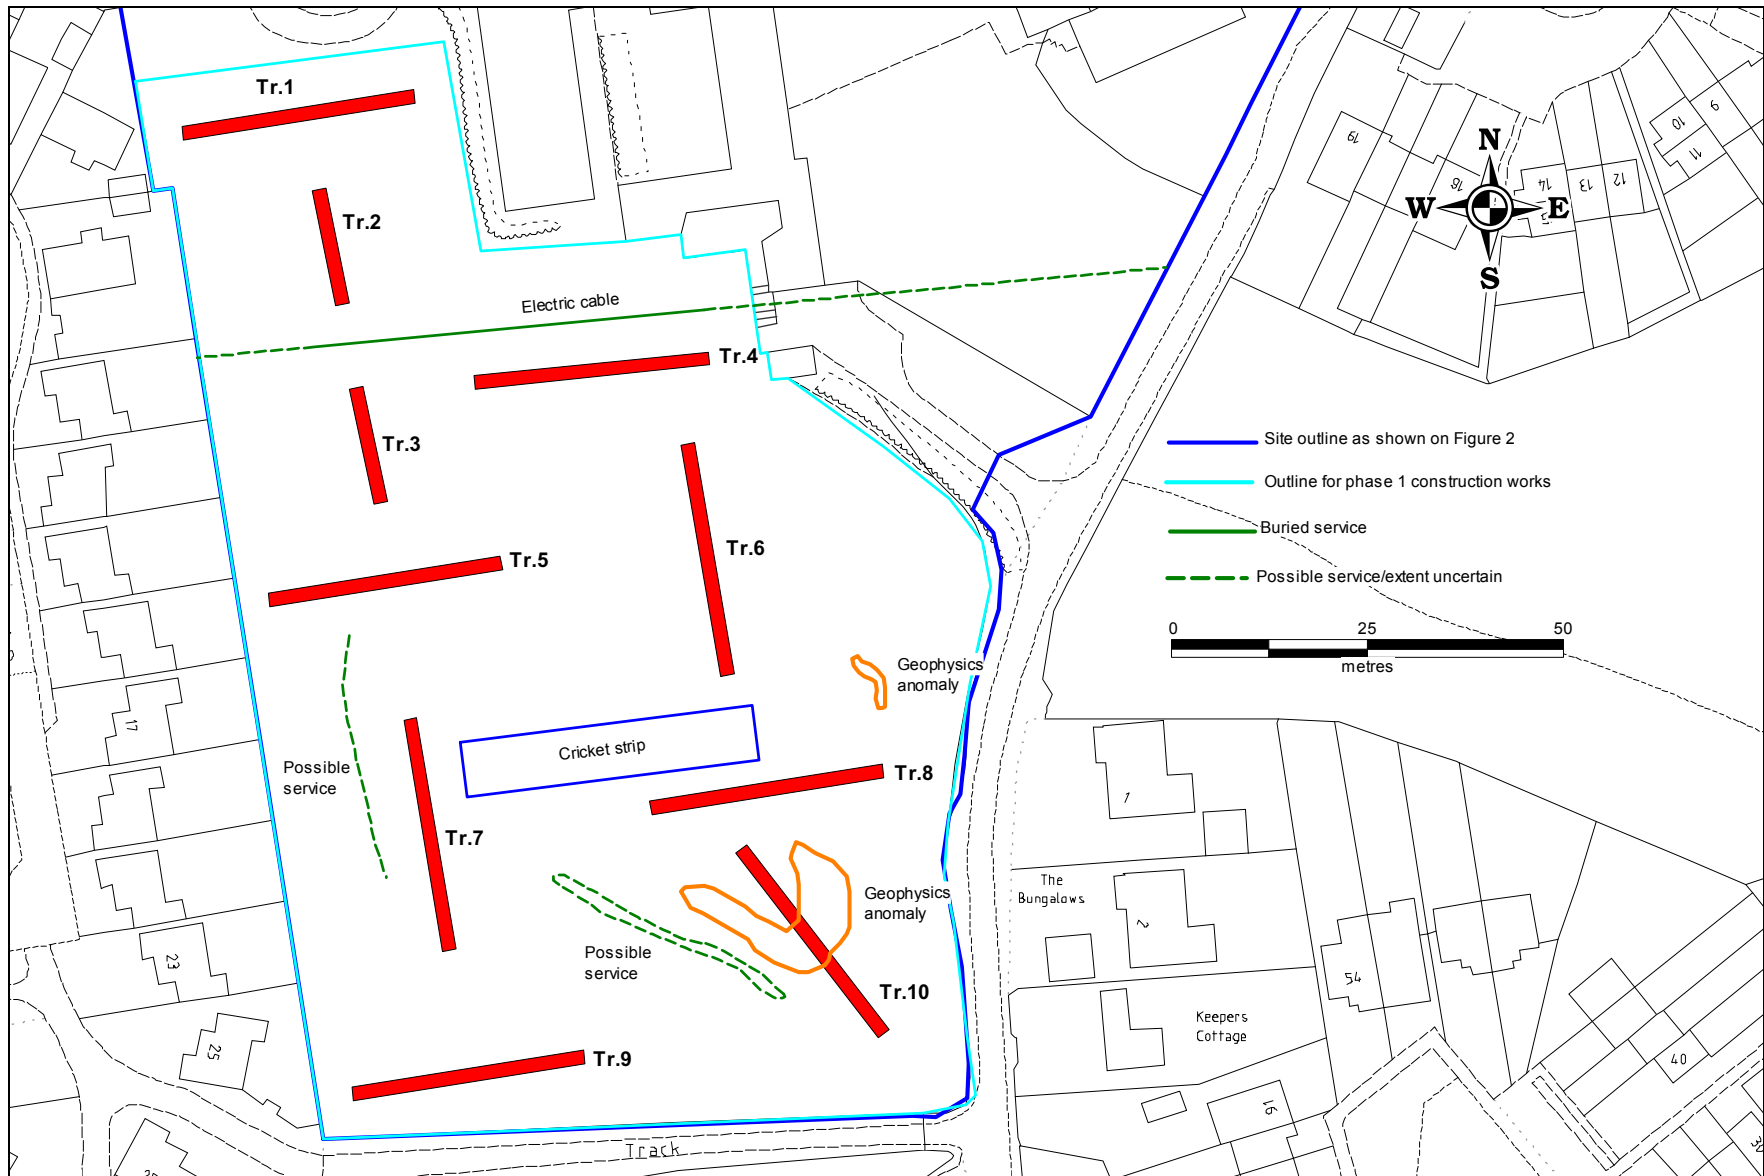 Tr.1
Tr.2
Electric cable
Tr.4
Tr.3
Tr.5
Tr.6
Geophysics
anomaly
Cricket strip
Possible
service
Tr.7
Tr.8
Geophysics
anomaly
Possible
service
Tr.10
Tr.9
Track
N
W
E
S
Site outline as shown on Figure 2
Outline for phase 1 construction works
Buried service
Possible service/extent uncertain
0
25
50
metres
19
16
14
13
12
10
11
9
17
23
25
1
2
The
Bungalows
Keepers
Cottage
54
40
16